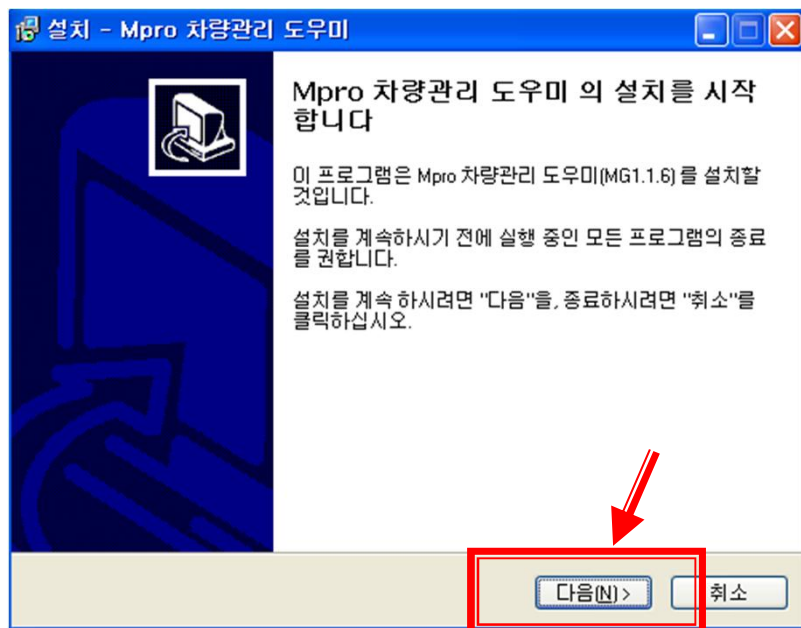 설치 - Mpro 차량관리 도우미
Mpro 차량관리 도우미 의 설치를 시작
합니다
이 프로그램은 Mpro 차량관리 도우미(MG1.1.6) 를 설치할
것입니다.
설치를 계속하시기 전에 실행 중인 모든 프로그램의 종료
를 권합니다.
설치를 계속 하시려면 "다음"을, 종료하시려면 "취소"를
클릭하십시오.
다음(N) > 취소